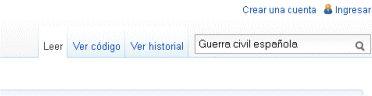 Crear una cuenta Ingresar
Leer Ver código Ver historial Guerra civil española